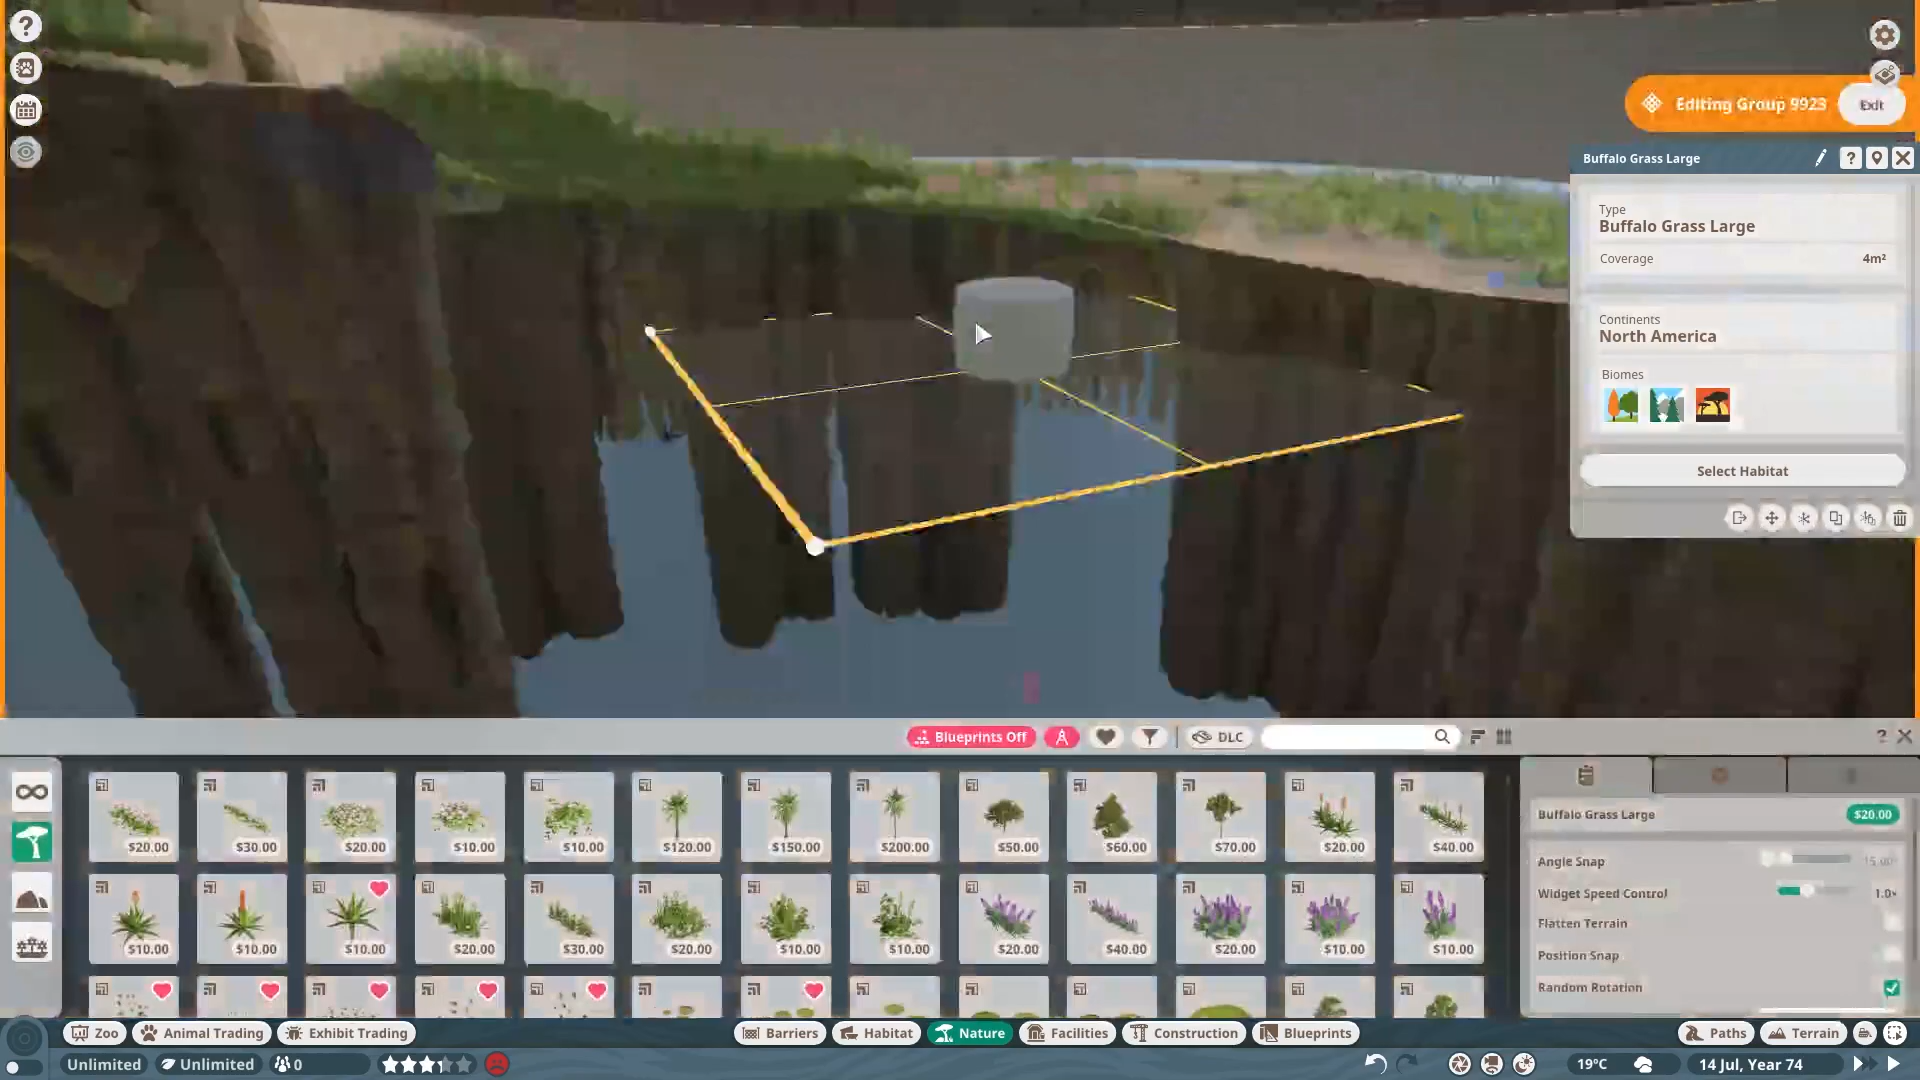 ?
Editing Group 9923
Exit
Buffalo Grass Large
?
Type
Buffalo Grass Large
Coverage 4m²
Continents
North America
Biomes
Select Habitat
Blueprints Off
DLC
?
$20.00 $30.00 $20.00 $10.00 $10.00 $120.00 $150.00 $200.00 $50.00 $60.00 $70.00 $20.00 $40.00
$10.00 $10.00 $10.00 $20.00 $30.00 $20.00 $10.00 $10.00 $20.00 $40.00 $20.00 $10.00 $10.00
Buffalo Grass Large $20.00
Angle Snap 15.00°
Widget Speed Control 1.0×
Flatten Terrain
Position Snap
Random Rotation
Zoo Animal Trading Exhibit Trading Barriers Habitat Nature Facilities Construction Blueprints Paths Terrain
Unlimited Unlimited 0 19°C 14 Jul, Year 74